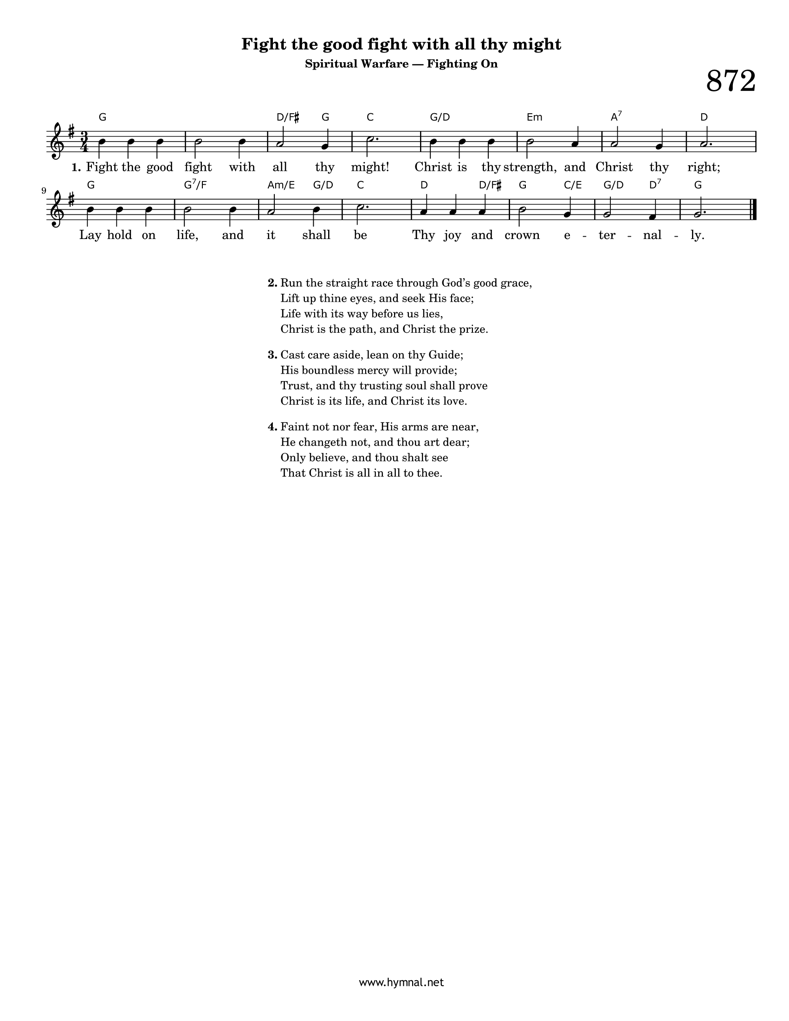 Fight the good fight with all thy might
Spiritual Warfare — Fighting On
872
G D/F♯ G C G/D Em A7 D
3 4
1. Fight the good fight with all thy might! Christ is thy strength, and Christ thy right;
9
G G7/F Am/E G/D C D D/F♯ G C/E G/D D7 G
Lay hold on life, and it shall be Thy joy and crown e - ter - nal - ly.
2. Run the straight race through God's good grace,
Lift up thine eyes, and seek His face;
Life with its way before us lies,
Christ is the path, and Christ the prize.
3. Cast care aside, lean on thy Guide;
His boundless mercy will provide;
Trust, and thy trusting soul shall prove
Christ is its life, and Christ its love.
4. Faint not nor fear, His arms are near,
He changeth not, and thou art dear;
Only believe, and thou shalt see
That Christ is all in all to thee.
www.hymnal.net